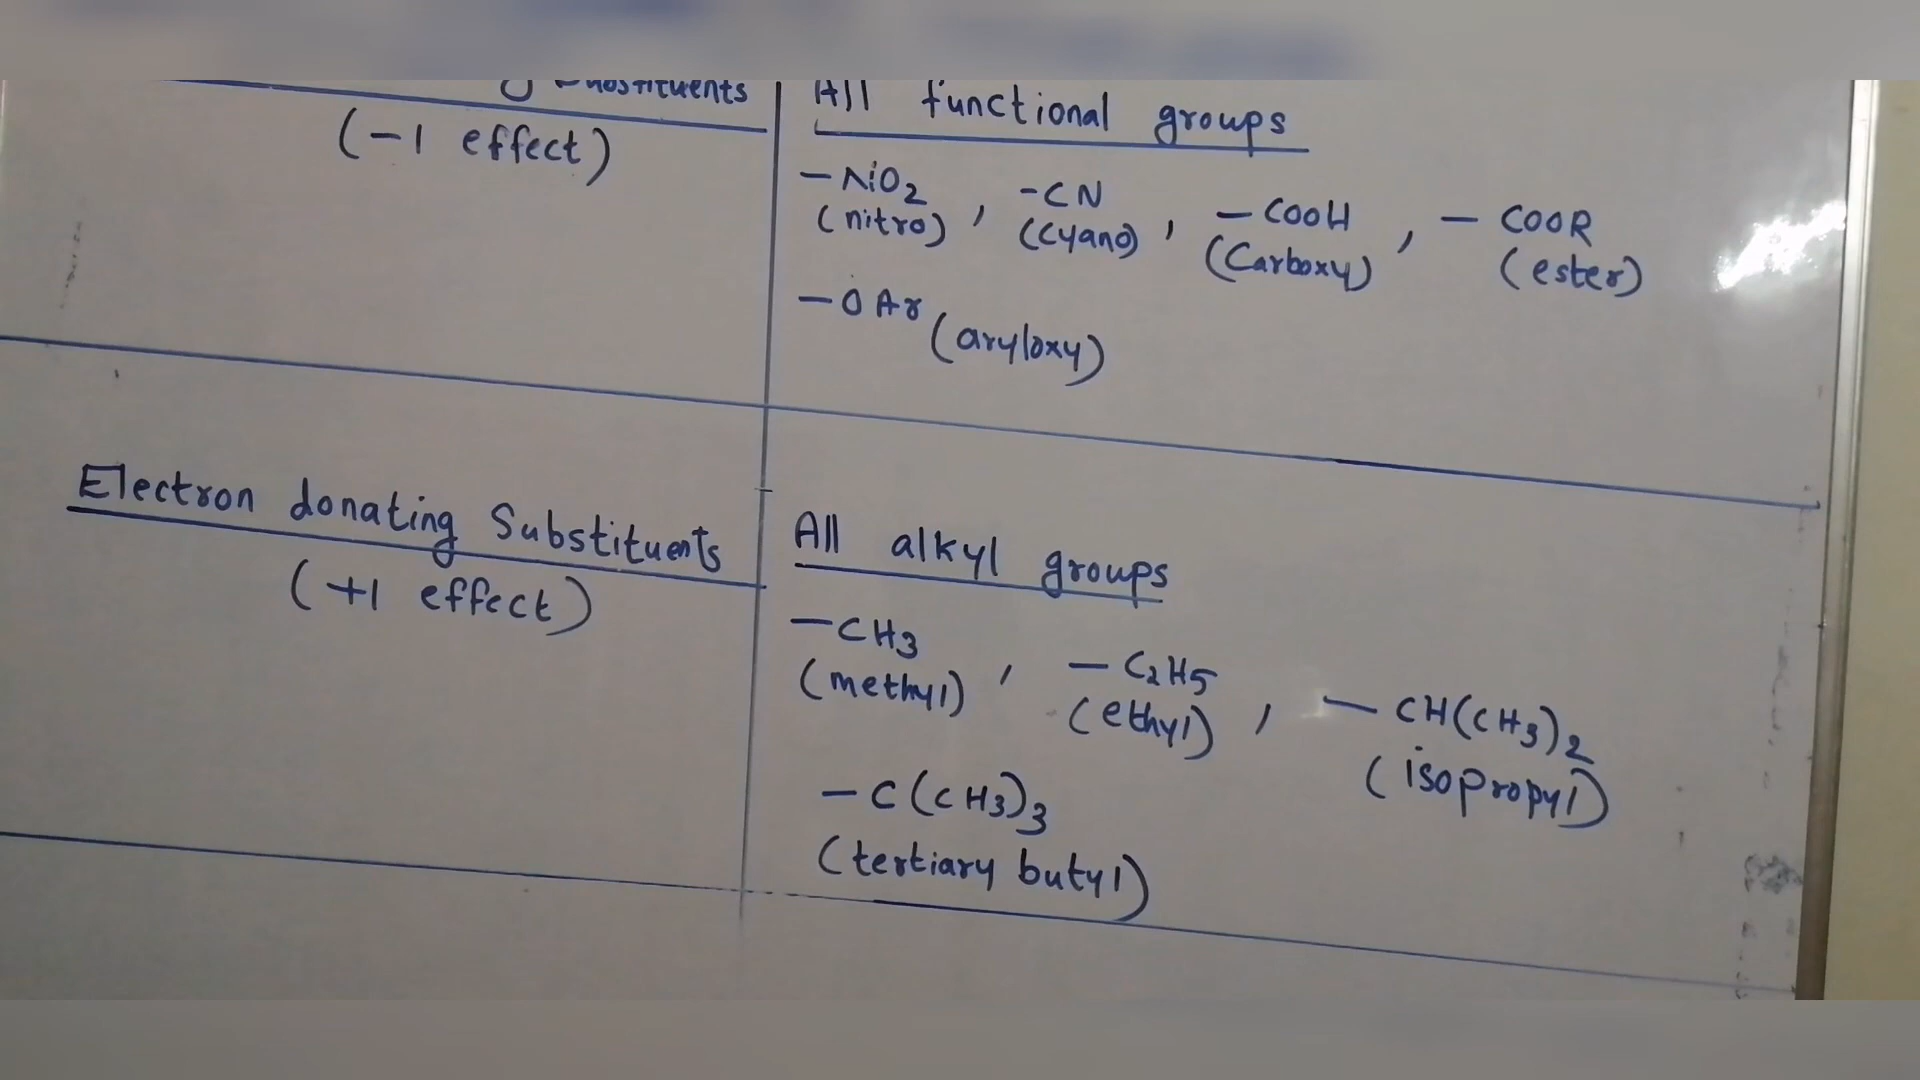 Substituents
(-I effect)
All functional groups
-NO2 , -CN , -COOH , -COOR
(nitro) (cyano) (Carboxy) (ester)
-OAr (aryloxy)
Electron donating Substituents
(+I effect)
All alkyl groups
-CH3 , -C2H5 , -CH(CH3)2
(methyl) (ethyl) (isopropyl)
-C(CH3)3
(tertiary butyl)